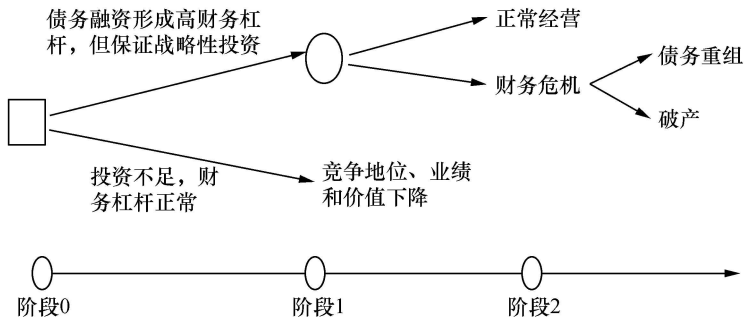 债务融资形成高财务杠
杆，但保证战略性投资
正常经营
财务危机
债务重组
破产
投资不足，财
务杠杆正常
竞争地位、业绩
和价值下降
阶段0
阶段1
阶段2